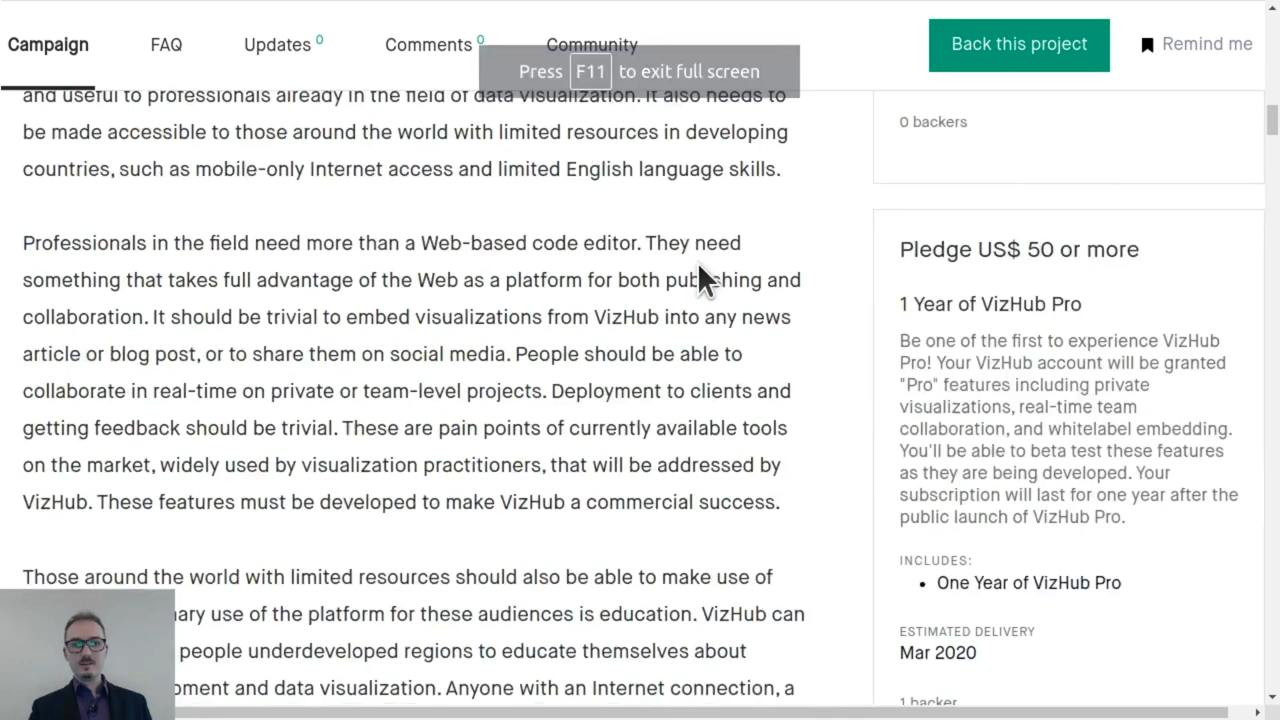 Campaign
FAQ
Updates 0
Comments 0
Community
Back this project
Remind me
Press F11 to exit full screen
and useful to professionals already in the field of data visualization. It also needs to
be made accessible to those around the world with limited resources in developing
countries, such as mobile-only Internet access and limited English language skills.
Professionals in the field need more than a Web-based code editor. They need
something that takes full advantage of the Web as a platform for both publishing and
collaboration. It should be trivial to embed visualizations from VizHub into any news
article or blog post, or to share them on social media. People should be able to
collaborate in real-time on private or team-level projects. Deployment to clients and
getting feedback should be trivial. These are pain points of currently available tools
on the market, widely used by visualization practitioners, that will be addressed by
VizHub. These features must be developed to make VizHub a commercial success.
Those around the world with limited resources should also be able to make use of
ary use of the platform for these audiences is education. VizHub can
people underdeveloped regions to educate themselves about
pment and data visualization. Anyone with an Internet connection, a
0 backers
Pledge US$ 50 or more
1 Year of VizHub Pro
Be one of the first to experience VizHub
Pro! Your VizHub account will be granted
"Pro" features including private
visualizations, real-time team
collaboration, and whitelabel embedding.
You'll be able to beta test these features
as they are being developed. Your
subscription will last for one year after the
public launch of VizHub Pro.
INCLUDES:
• One Year of VizHub Pro
ESTIMATED DELIVERY
Mar 2020
1 backer